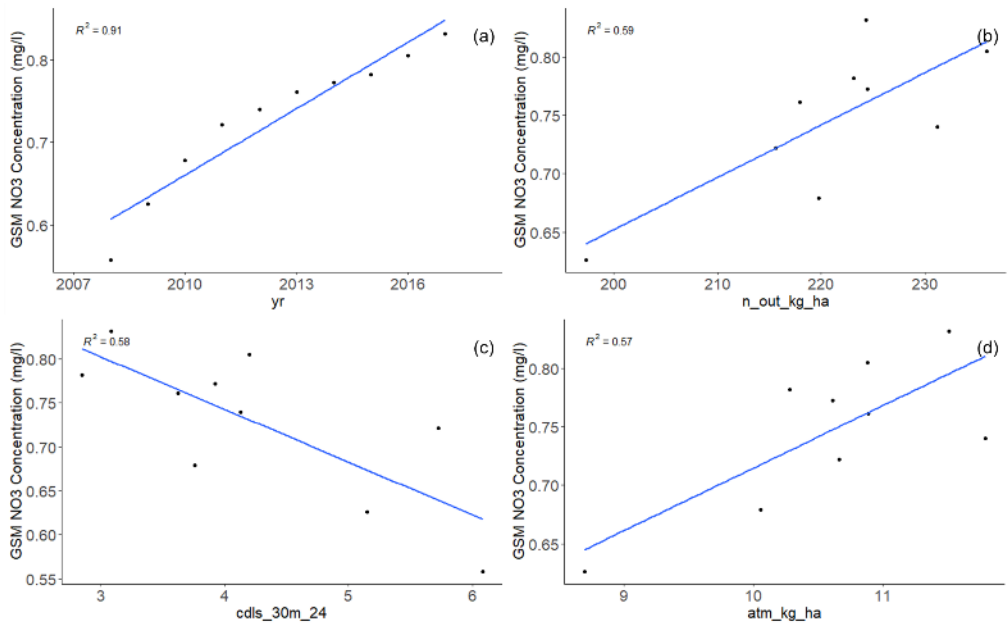 R² = 0.91
(a)
GSM NO3 Concentration (mg/l)
0.8
0.7
0.6
2007 2010 2013 2016
yr
R² = 0.59
(b)
GSM NO3 Concentration (mg/l)
0.80
0.75
0.70
0.65
200 210 220 230
n_out_kg_ha
R² = 0.58
(c)
GSM NO3 Concentration (mg/l)
0.80
0.75
0.70
0.65
0.60
0.55
3 4 5 6
cdls_30m_24
R² = 0.57
(d)
GSM NO3 Concentration (mg/l)
0.80
0.75
0.70
0.65
9 10 11
atm_kg_ha